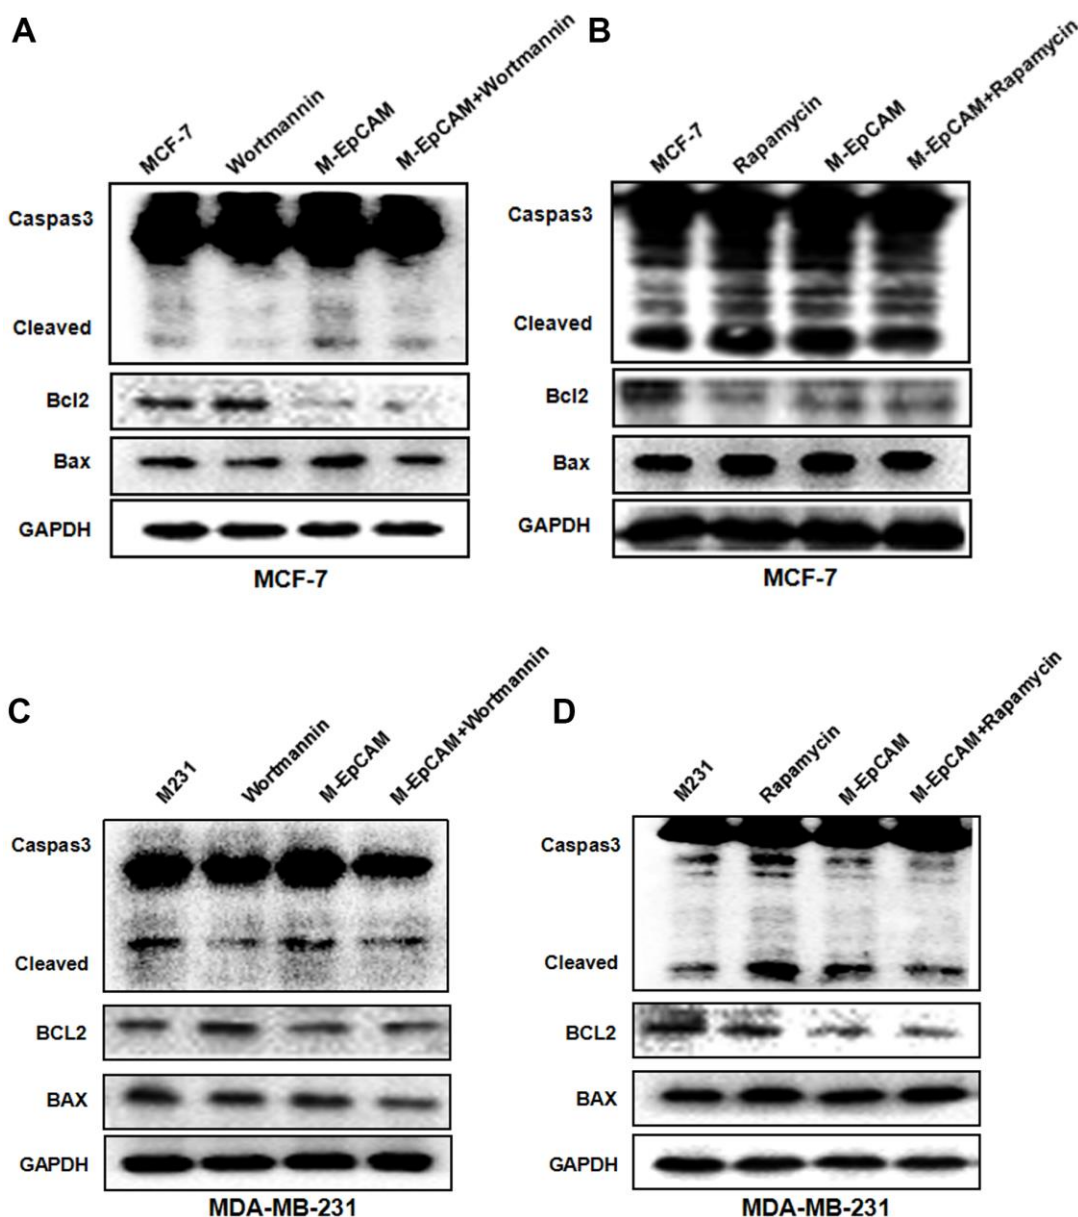 A
MCF-7
Wortmannin
M-EpCAM
M-EpCAM+Wortmannin
Caspas3
Cleaved
Bcl2
Bax
GAPDH
MCF-7
B
MCF-7
Rapamycin
M-EpCAM
M-EpCAM+Rapamycin
Caspas3
Cleaved
Bcl2
Bax
GAPDH
MCF-7
C
M231
Wortmannin
M-EpCAM
M-EpCAM+Wortmannin
Caspas3
Cleaved
BCL2
BAX
GAPDH
MDA-MB-231
D
M231
Rapamycin
M-EpCAM
M-EpCAM+Rapamycin
Caspas3
Cleaved
BCL2
BAX
GAPDH
MDA-MB-231